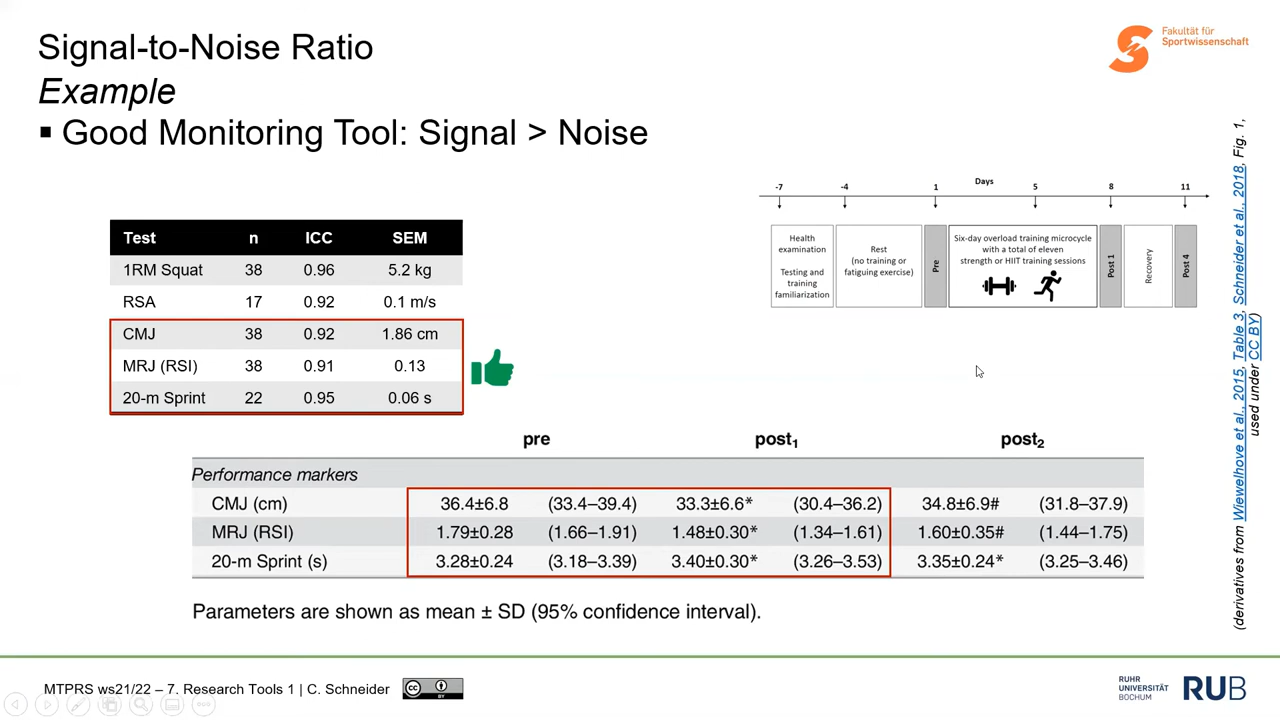 Signal-to-Noise Ratio
Example
▪ Good Monitoring Tool: Signal > Noise
Fakultät für
Sportwissenschaft
Test n ICC SEM
1RM Squat 38 0.96 5.2 kg
RSA 17 0.92 0.1 m/s
CMJ 38 0.92 1.86 cm
MRJ (RSI) 38 0.91 0.13
20-m Sprint 22 0.95 0.06 s
Days
-7 -4 1 5 8 11
Health
examination
Testing and
training
familiarization
Rest
(no training or
fatiguing exercise)
Pre
Six-day overload training microcycle
with a total of eleven
strength or HIIT training sessions
Post 1
Recovery
Post 4
(derivatives from Wiewelhove et al., 2015, Table 3, Schneider et al., 2018, Fig. 1,
used under CC BY)
pre post1 post2
Performance markers
CMJ (cm) 36.4±6.8 (33.4–39.4) 33.3±6.6* (30.4–36.2) 34.8±6.9# (31.8–37.9)
MRJ (RSI) 1.79±0.28 (1.66–1.91) 1.48±0.30* (1.34–1.61) 1.60±0.35# (1.44–1.75)
20-m Sprint (s) 3.28±0.24 (3.18–3.39) 3.40±0.30* (3.26–3.53) 3.35±0.24* (3.25–3.46)
Parameters are shown as mean ± SD (95% confidence interval).
MTPRS ws21/22 – 7. Research Tools 1 | C. Schneider
cc BY
RUHR
UNIVERSITÄT
BOCHUM
RUB